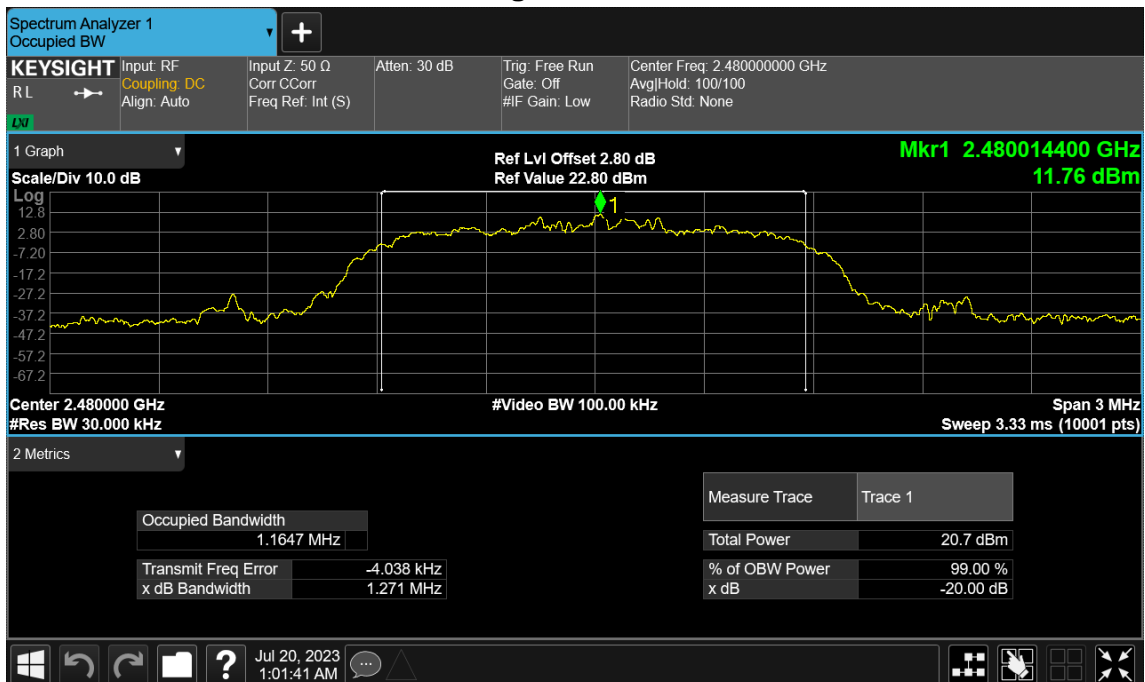 Spectrum Analyzer 1
Occupied BW
+
KEYSIGHT Input: RF Input Z: 50 Ω Atten: 30 dB Trig: Free Run Center Freq: 2.480000000 GHz
R L Coupling: DC Corr CCorr Gate: Off Avg|Hold: 100/100
Align: Auto Freq Ref: Int (S) #IF Gain: Low Radio Std: None
LXI
1 Graph Ref Lvl Offset 2.80 dB Mkr1 2.480014400 GHz
Scale/Div 10.0 dB Ref Value 22.80 dBm 11.76 dBm
Log
12.8
1
2.80
-7.20
-17.2
-27.2
-37.2
-47.2
-57.2
-67.2
Center 2.480000 GHz #Video BW 100.00 kHz Span 3 MHz
#Res BW 30.000 kHz Sweep 3.33 ms (10001 pts)
2 Metrics
Measure Trace Trace 1
Occupied Bandwidth
1.1647 MHz Total Power 20.7 dBm
Transmit Freq Error -4.038 kHz % of OBW Power 99.00 %
x dB Bandwidth 1.271 MHz x dB -20.00 dB
? Jul 20, 2023
1:01:41 AM